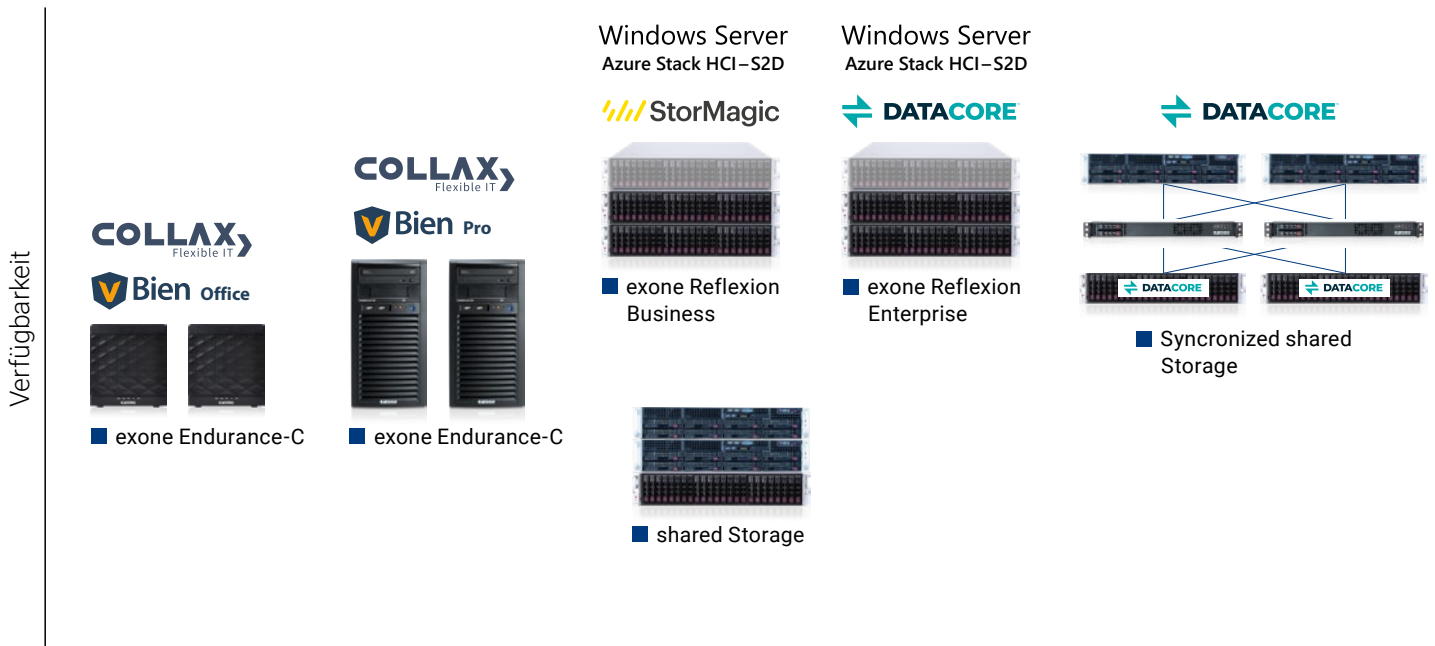 Verfügbarkeit
COLLAX
Flexible IT
V Bien Office
exone Endurance-C
COLLAX
Flexible IT
V Bien Pro
exone Endurance-C
Windows Server
Azure Stack HCI–S2D
StorMagic
exone Reflexion
Business
Windows Server
Azure Stack HCI–S2D
DATACORE
exone Reflexion
Enterprise
DATACORE
DATACORE
DATACORE
Syncronized shared
Storage
shared Storage